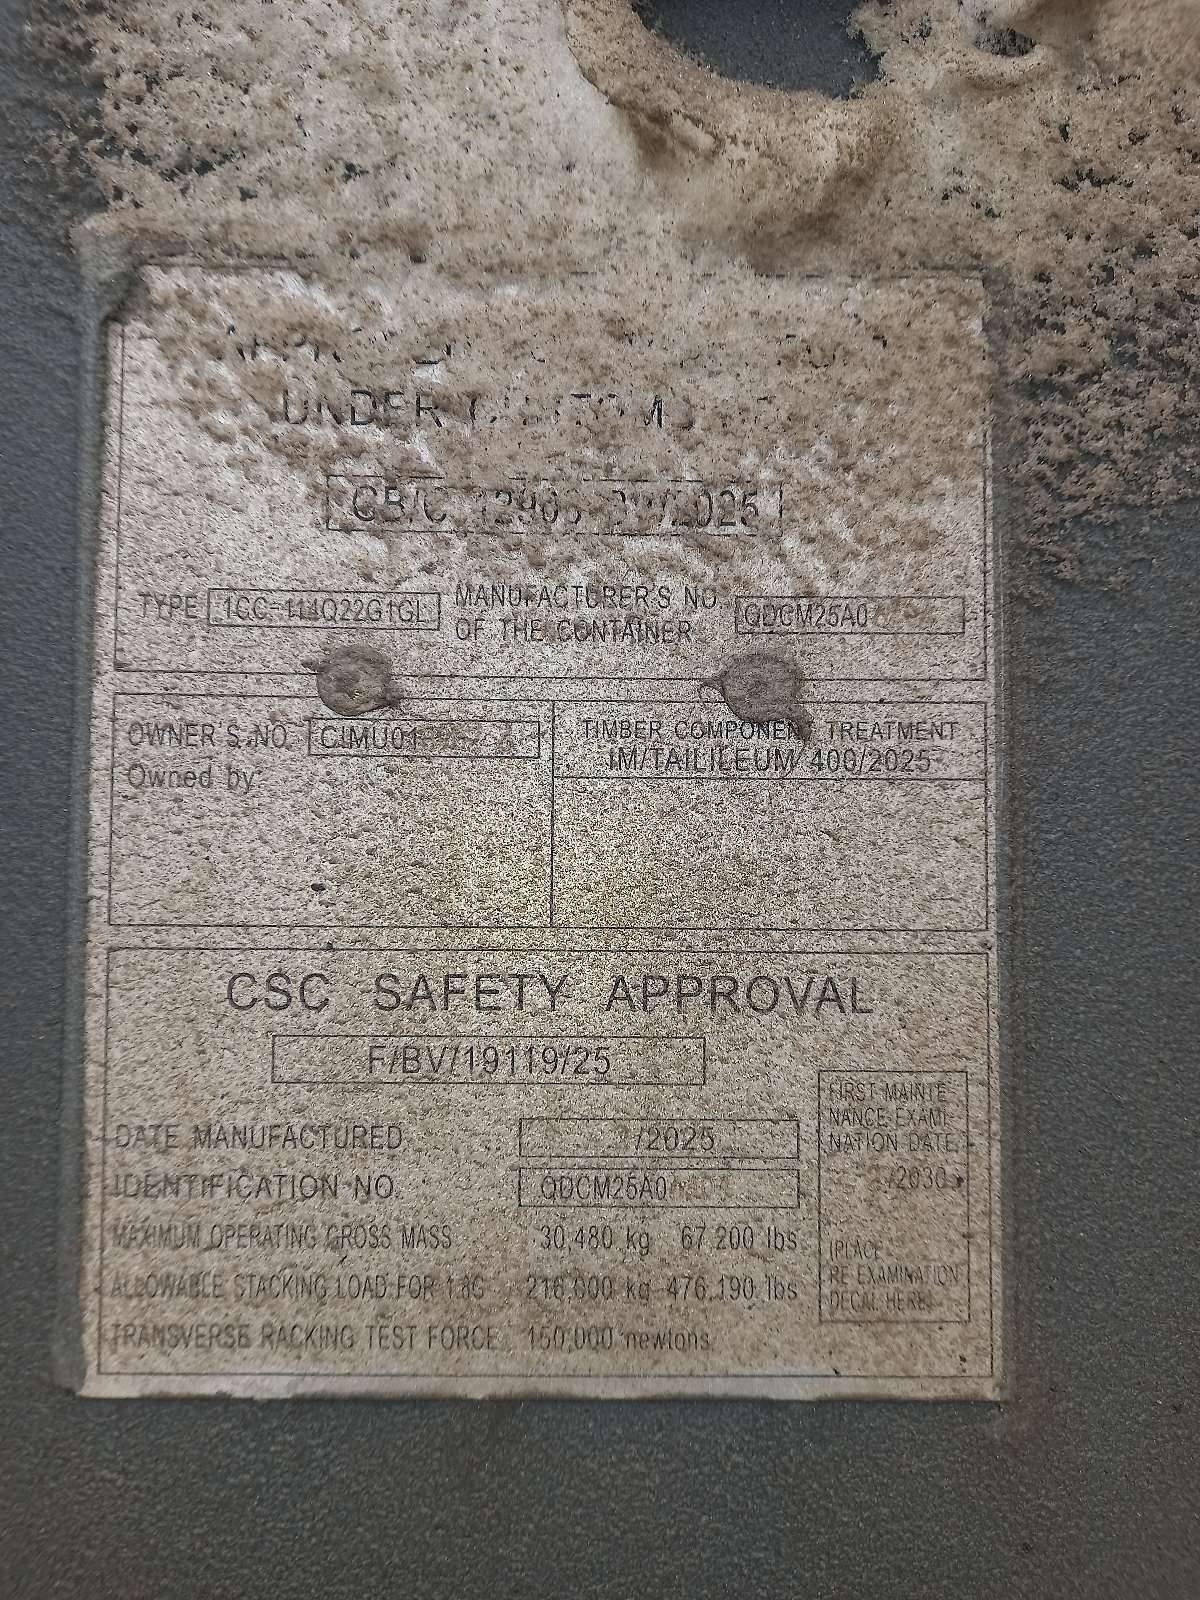 UNDER
TYPE 1CC-114Q22G1GL MANUFACTURER'S NO.
OF THE CONTAINER QDCM25A0
OWNER'S NO. CIMU01
Owned by:
TIMBER COMPONENT TREATMENT
IM/TAILILEUM/400/2025
CSC SAFETY APPROVAL
F/BV/19119/25
DATE MANUFACTURED /2025
IDENTIFICATION NO. QDCM25A0
MAXIMUM OPERATING GROSS MASS 30,480 kg 67,200 lbs
ALLOWABLE STACKING LOAD FOR 1.8G 216,000 kg 476,190 lbs
TRANSVERSE RACKING TEST FORCE 150,000 newtons
FIRST MAINTE
NANCE EXAMI-
NATION DATE
/2030
(PLACE
RE-EXAMINATION
DECAL HERE)